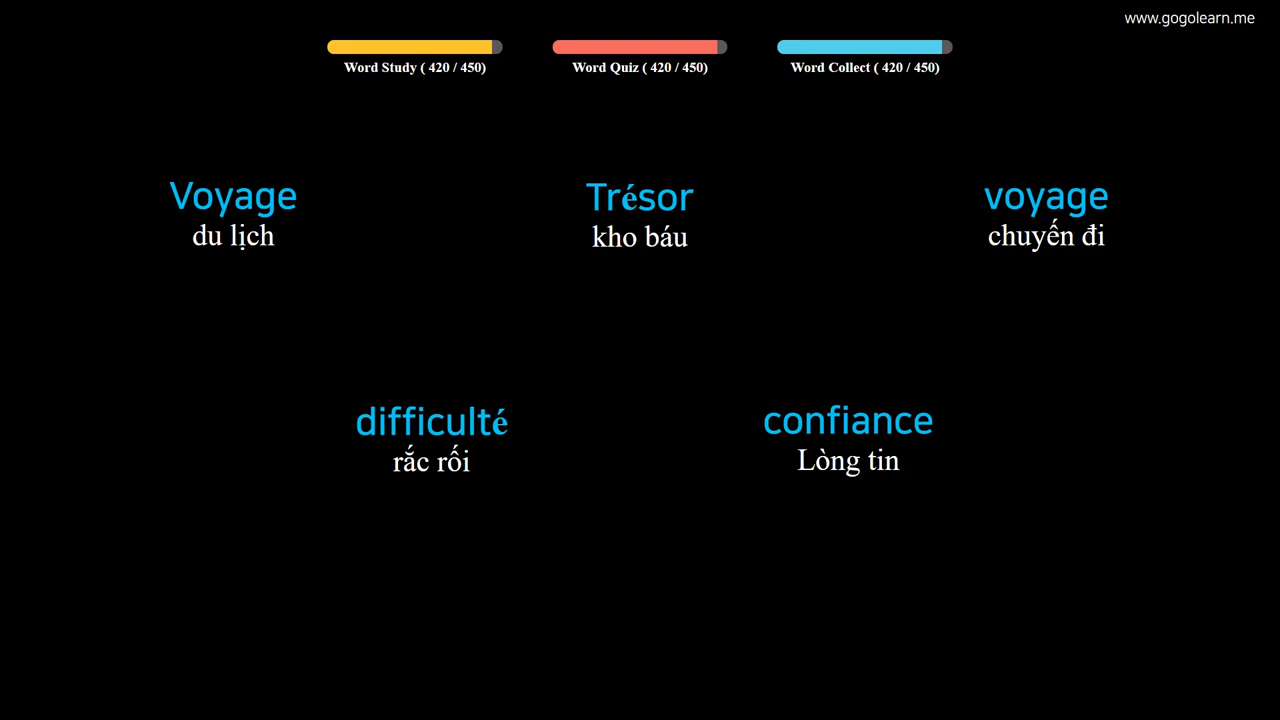 www.gogolearn.me
Word Study ( 420 / 450)
Word Quiz ( 420 / 450)
Word Collect ( 420 / 450)
Voyage
du lịch
Trésor
kho báu
voyage
chuyến đi
difficulté
rắc rối
confiance
Lòng tin